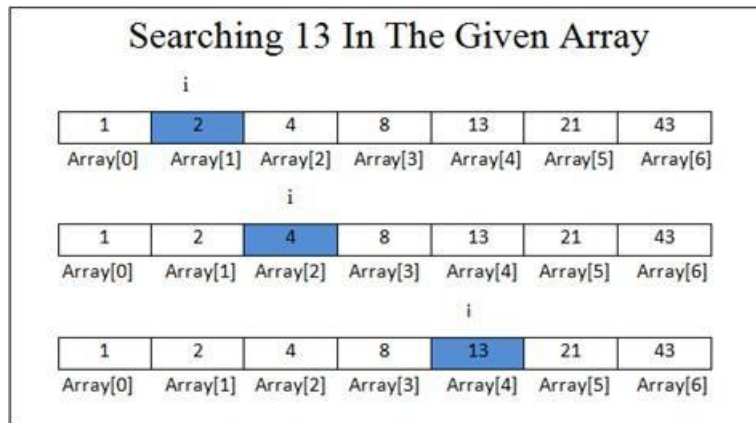 Searching 13 In The Given Array
i
1 2 4 8 13 21 43
Array[0] Array[1] Array[2] Array[3] Array[4] Array[5] Array[6]
i
1 2 4 8 13 21 43
Array[0] Array[1] Array[2] Array[3] Array[4] Array[5] Array[6]
i
1 2 4 8 13 21 43
Array[0] Array[1] Array[2] Array[3] Array[4] Array[5] Array[6]